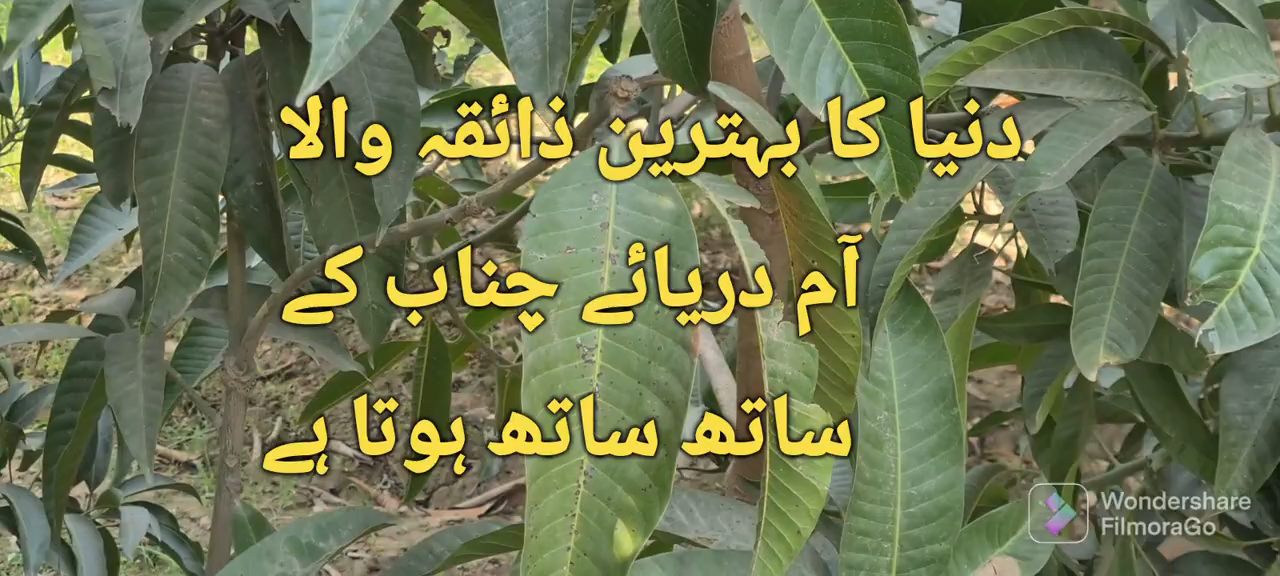 دنیا کا بہترین ذائقہ والا
آم دریائے چناب کے
ساتھ ساتھ ہوتا ہے
Wondershare
FilmoraGo